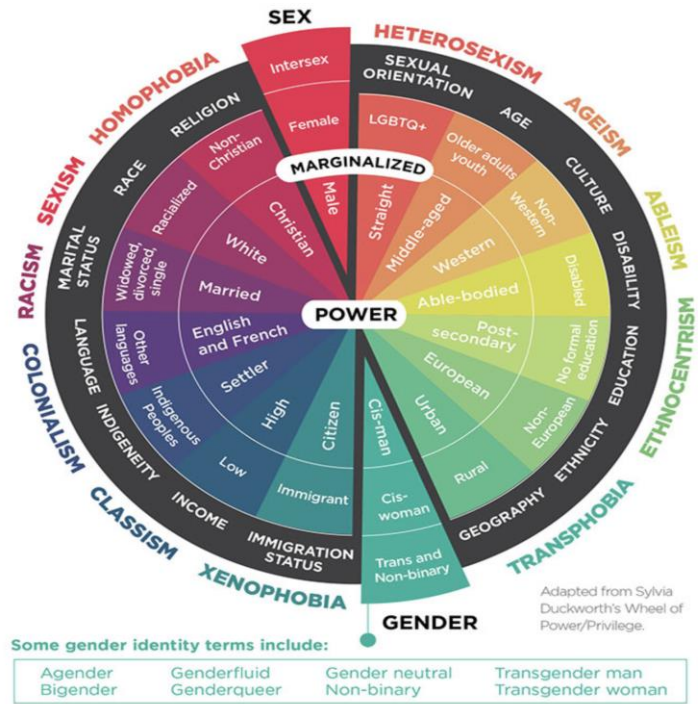 SEX
HETEROSEXISM
AGEISM
ABLEISM
ETHNOCENTRISM
TRANSPHOBIA
XENOPHOBIA
CLASSISM
COLONIALISM
RACISM
SEXISM
HOMOPHOBIA
Intersex
Female
Male
SEXUAL
ORIENTATION
LGBTQ+
Straight
AGE
Older adults
youth
Middle-aged
CULTURE
Non-
Western
Western
DISABILITY
Disabled
Able-bodied
EDUCATION
No formal
education
Post-
secondary
ETHNICITY
Non-
European
European
GEOGRAPHY
Rural
Urban
Cis-man
Cis-
woman
Trans and
Non-binary
GENDER
IMMIGRATION
STATUS
Immigrant
Citizen
INCOME
Low
High
INDIGENEITY
Indigenous
Peoples
Settler
LANGUAGE
Other
languages
English
and French
MARITAL
STATUS
Widowed,
divorced,
single
Married
RACE
Racialized
White
RELIGION
Non-
Christian
Christian
MARGINALIZED
POWER
Adapted from Sylvia
Duckworth's Wheel of
Power/Privilege.
Some gender identity terms include:
Agender Genderfluid Gender neutral Transgender man
Bigender Genderqueer Non-binary Transgender woman